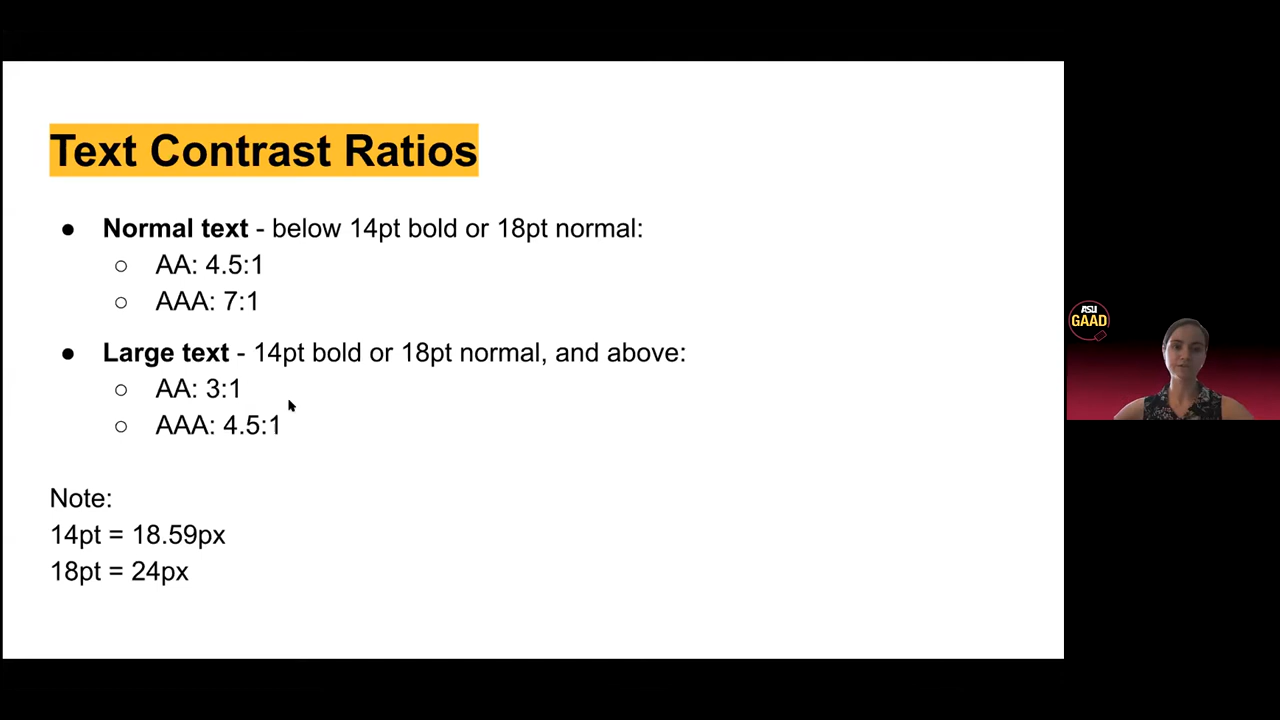 Text Contrast Ratios
● Normal text - below 14pt bold or 18pt normal:
○ AA: 4.5:1
○ AAA: 7:1
● Large text - 14pt bold or 18pt normal, and above:
○ AA: 3:1
○ AAA: 4.5:1
Note:
14pt = 18.59px
18pt = 24px
ASU
GAAD